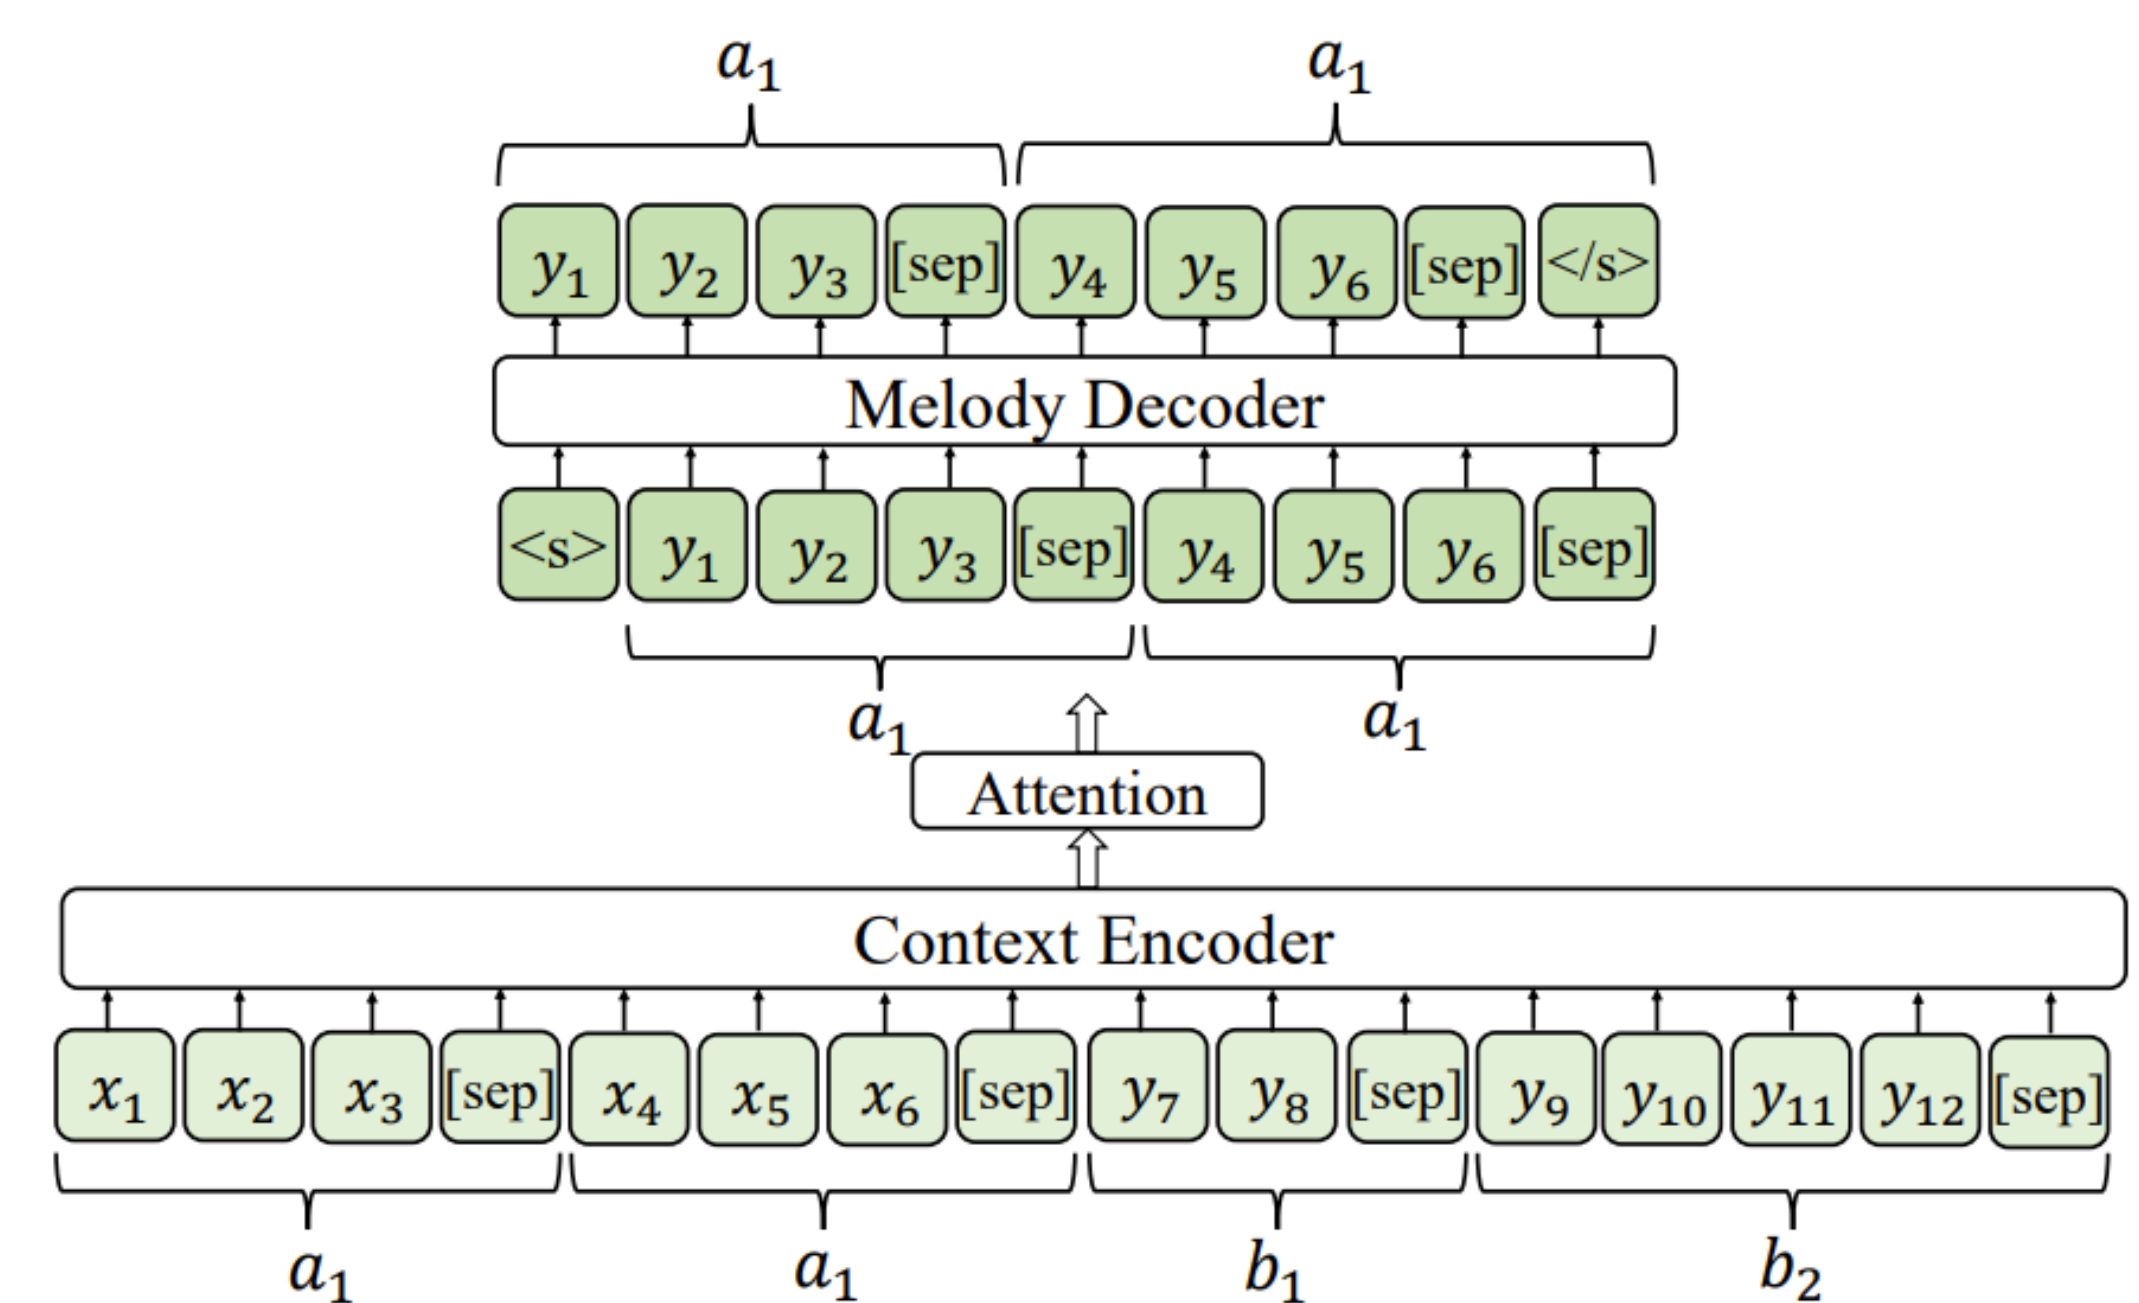 a₁ a₁
y₁ y₂ y₃ [sep] y₄ y₅ y₆ [sep] </s>
Melody Decoder
<s> y₁ y₂ y₃ [sep] y₄ y₅ y₆ [sep]
a₁ a₁
Attention
Context Encoder
x₁ x₂ x₃ [sep] x₄ x₅ x₆ [sep] y₇ y₈ [sep] y₉ y₁₀ y₁₁ y₁₂ [sep]
a₁ a₁ b₁ b₂